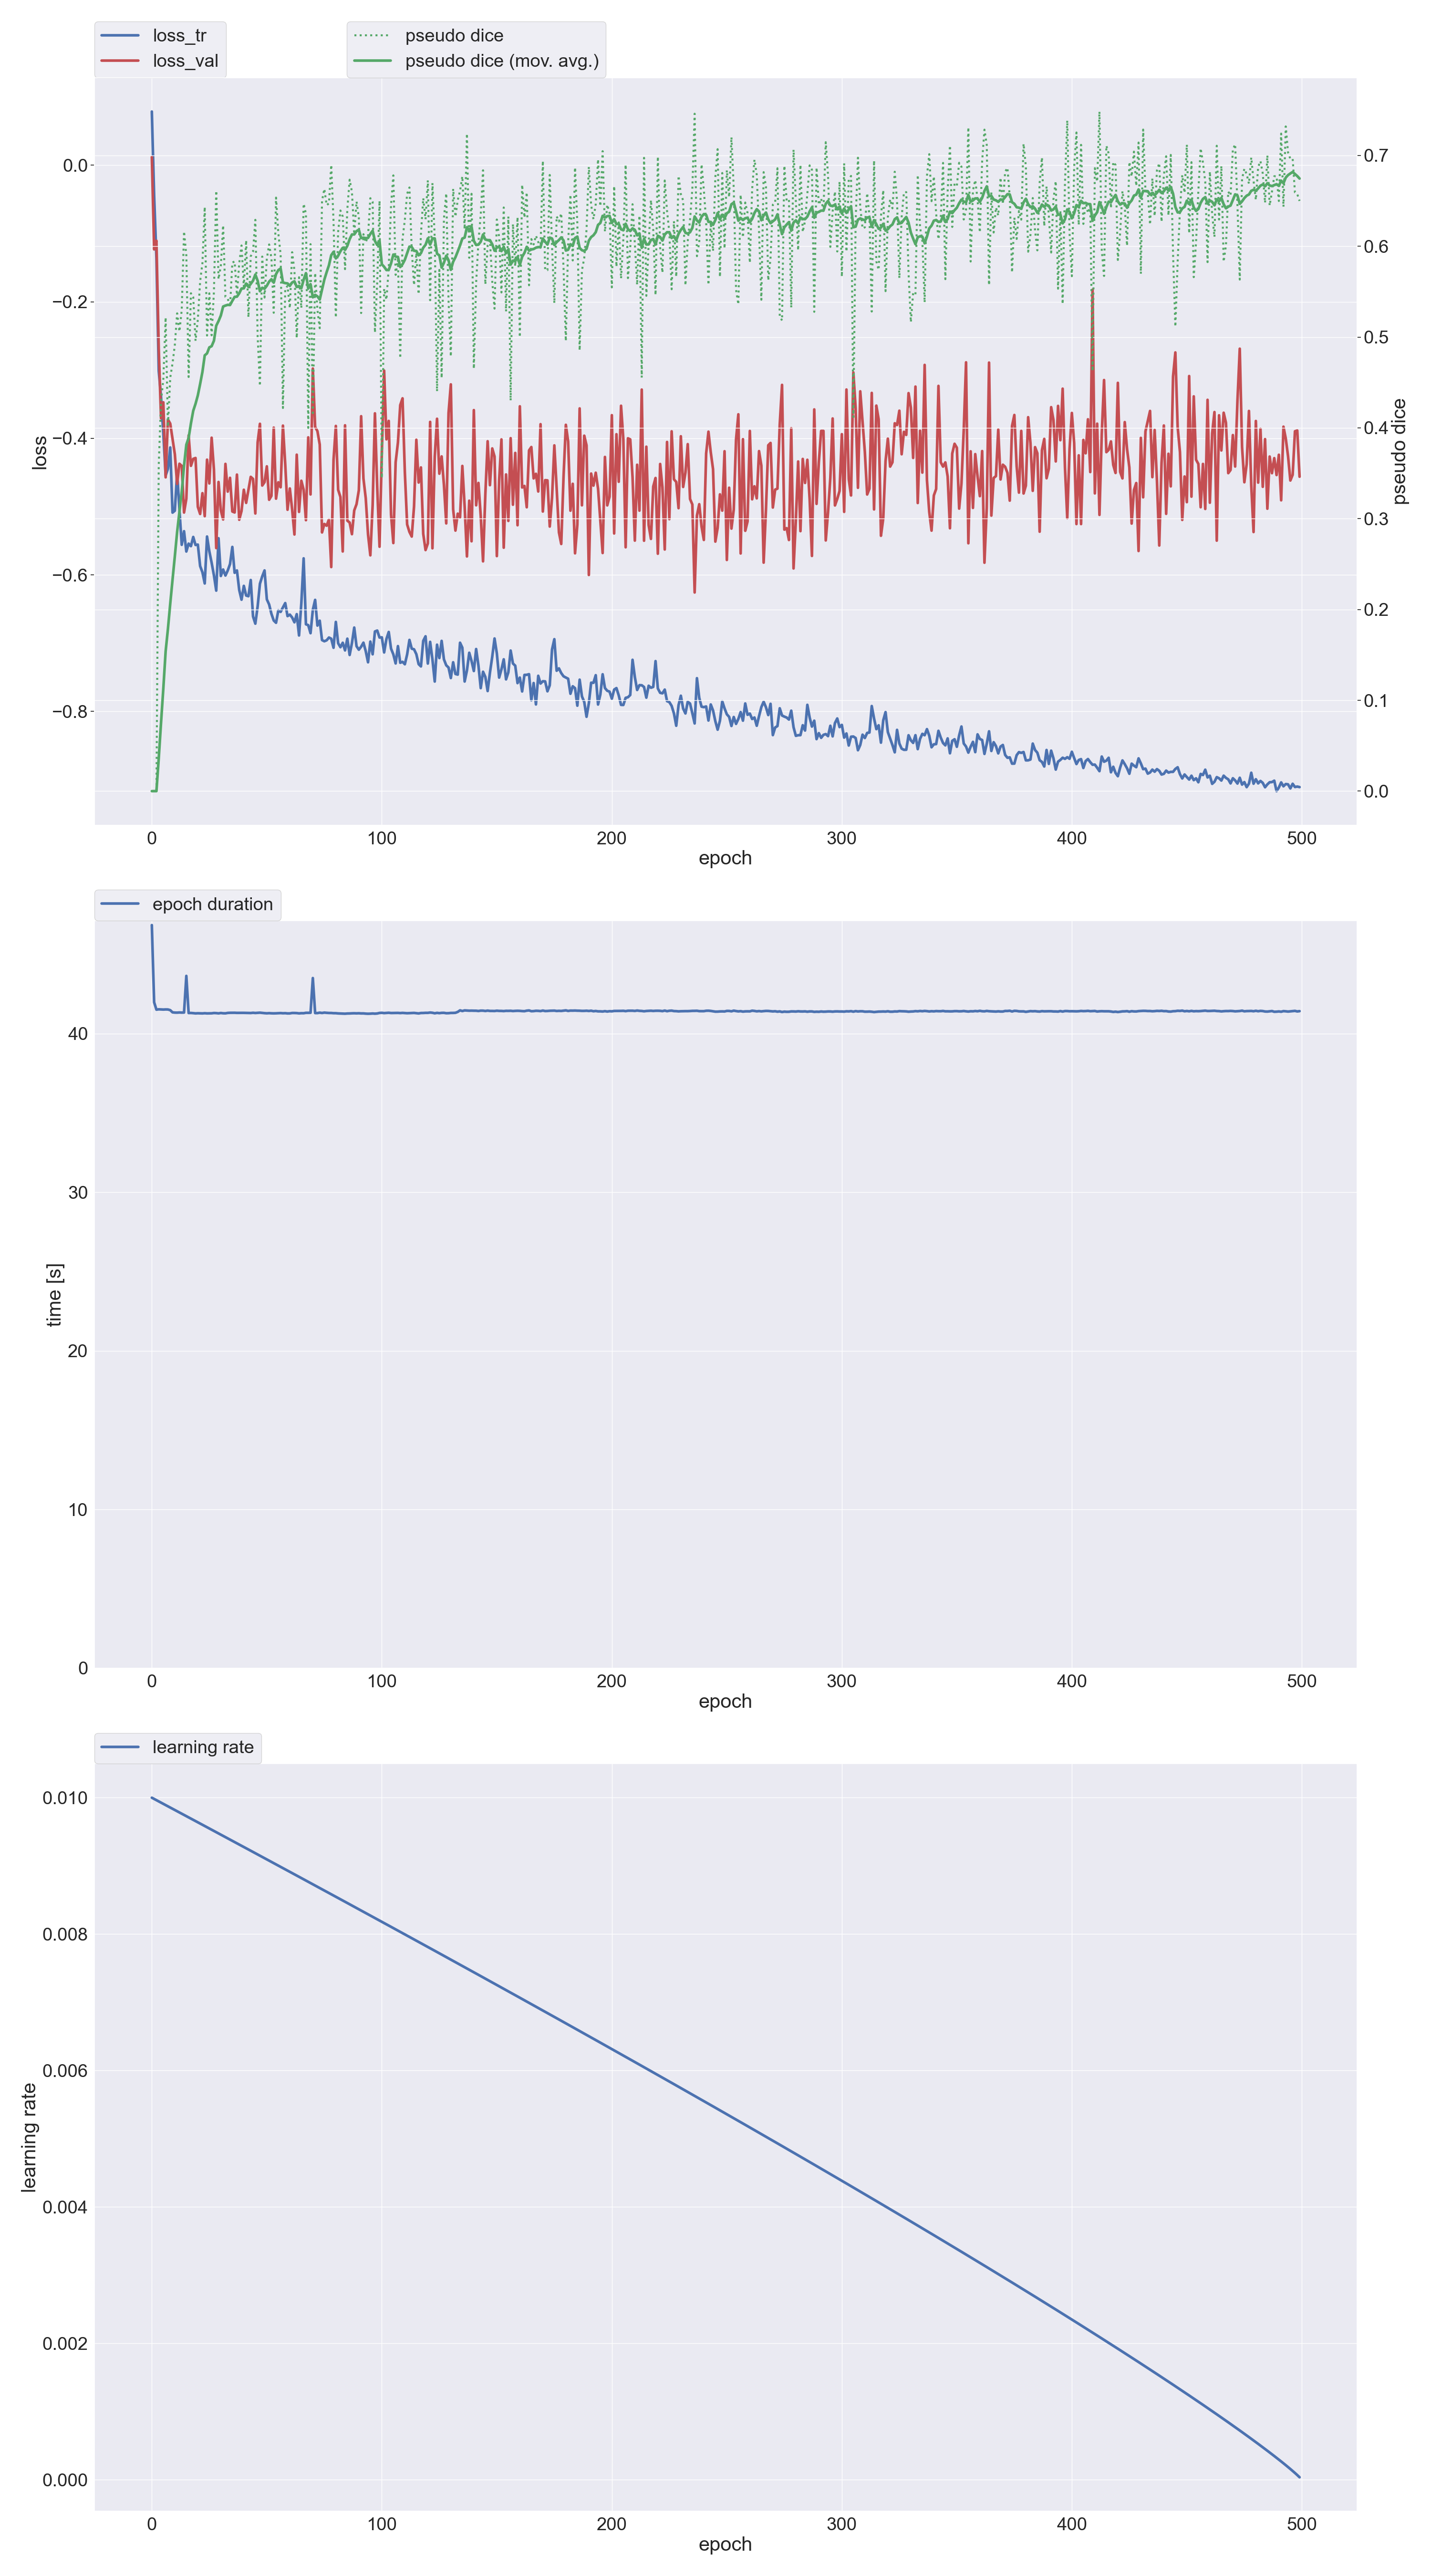 loss_tr
loss_val
pseudo dice
pseudo dice (mov. avg.)
0.0
−0.2
−0.4
−0.6
−0.8
loss
0.7
0.6
0.5
0.4
0.3
0.2
0.1
0.0
pseudo dice
0 100 200 300 400 500
epoch
epoch duration
40
30
20
10
0
time [s]
0 100 200 300 400 500
epoch
learning rate
0.010
0.008
0.006
0.004
0.002
0.000
learning rate
0 100 200 300 400 500
epoch